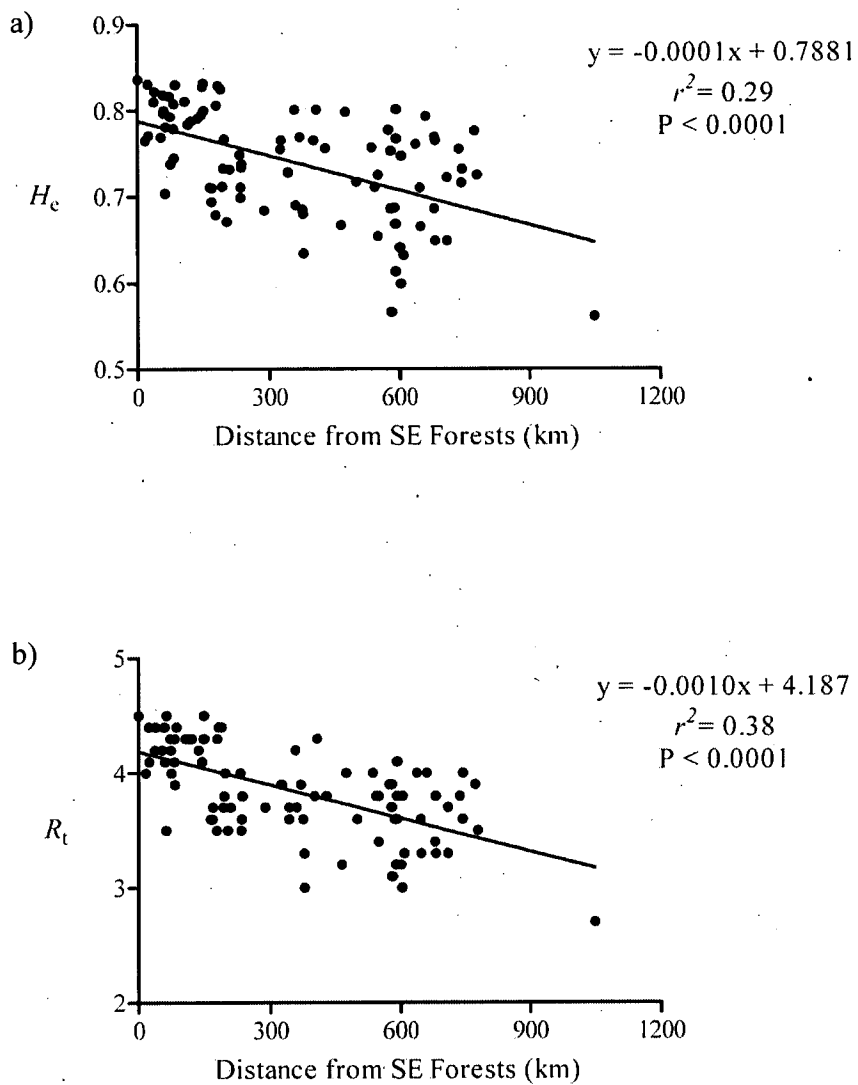 a)
y = -0.0001x + 0.7881
r² = 0.29
P < 0.0001
0.9
0.8
0.7
0.6
0.5
He
0 300 600 900 1200
Distance from SE Forests (km)
b)
y = -0.0010x + 4.187
r² = 0.38
P < 0.0001
5
4
3
2
Rt
0 300 600 900 1200
Distance from SE Forests (km)